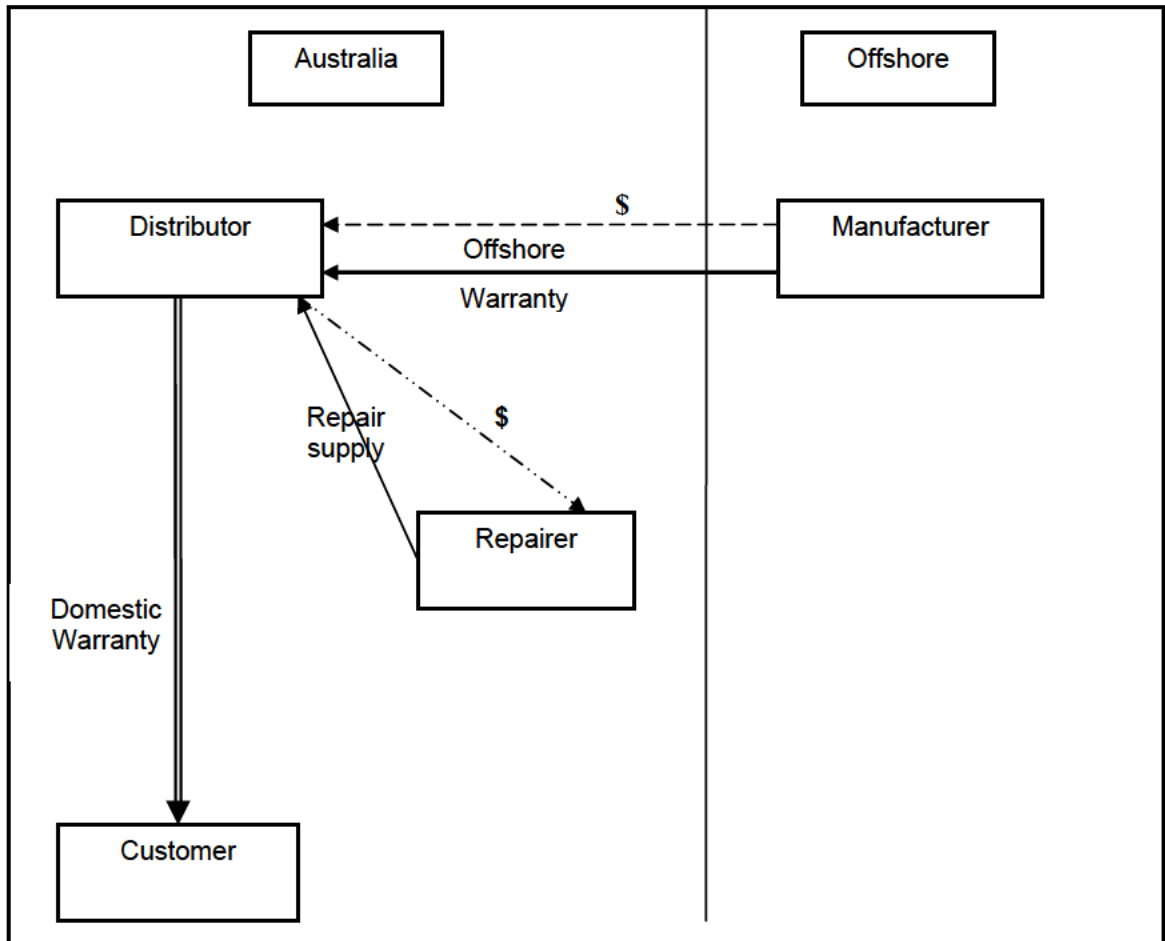 Australia
Offshore
$
Distributor
Manufacturer
Offshore
Warranty
Repair
supply
$
Repairer
Domestic
Warranty
Customer